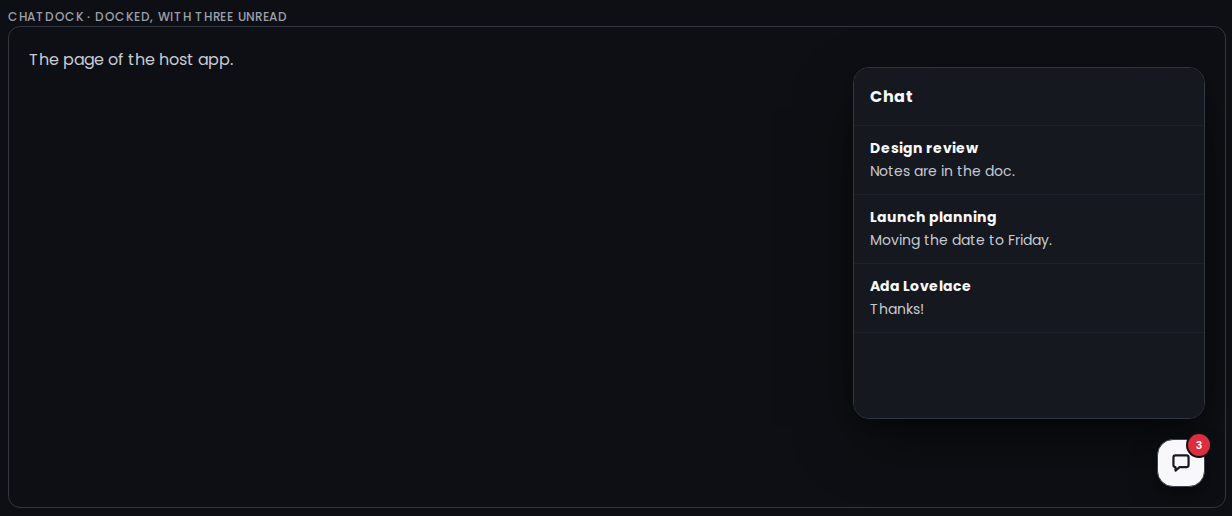 CHATDOCK · DOCKED, WITH THREE UNREAD
The page of the host app.
Chat
Design review
Notes are in the doc.
Launch planning
Moving the date to Friday.
Ada Lovelace
Thanks!
3